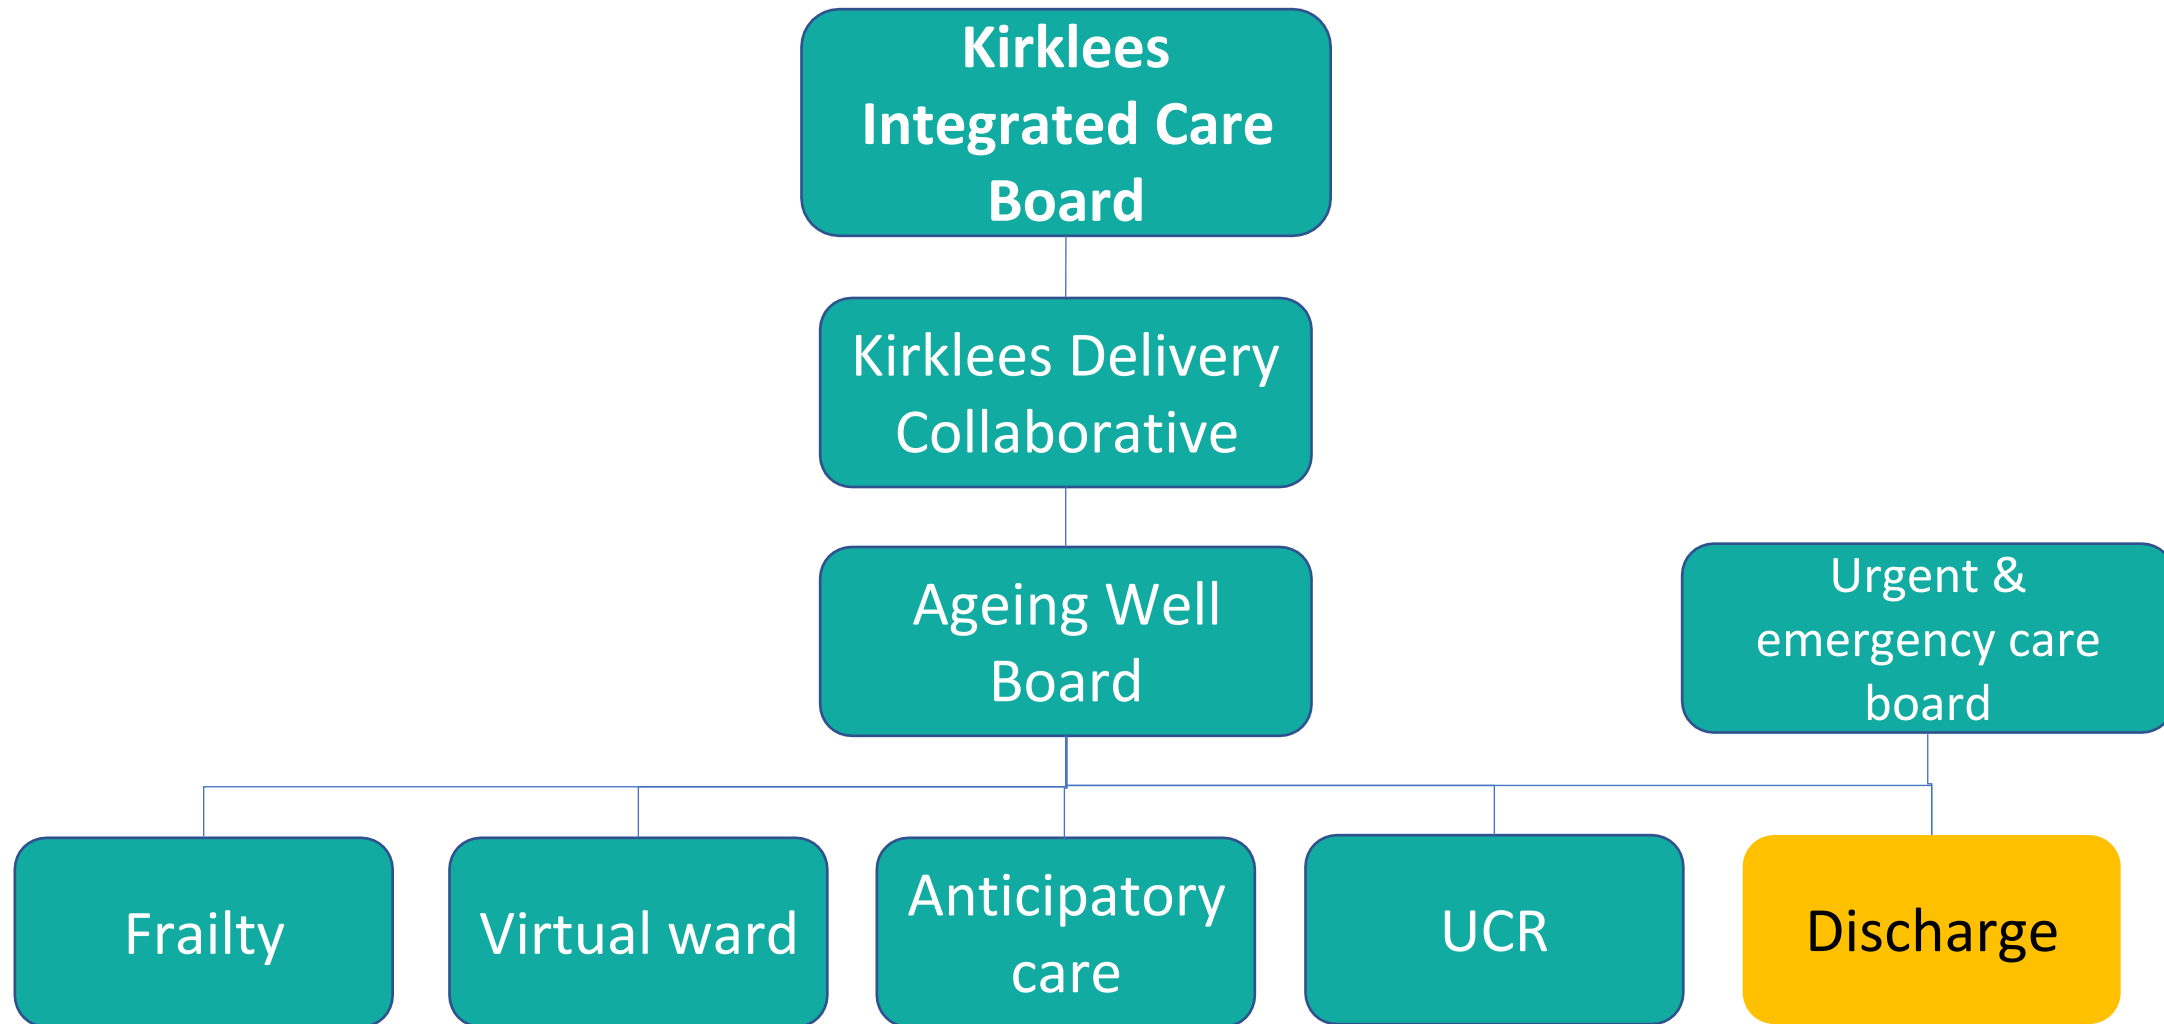 Kirklees
Integrated Care
Board
Kirklees Delivery
Collaborative
Ageing Well
Board
Urgent &
emergency care
board
Frailty
Virtual ward
Anticipatory
care
UCR
Discharge